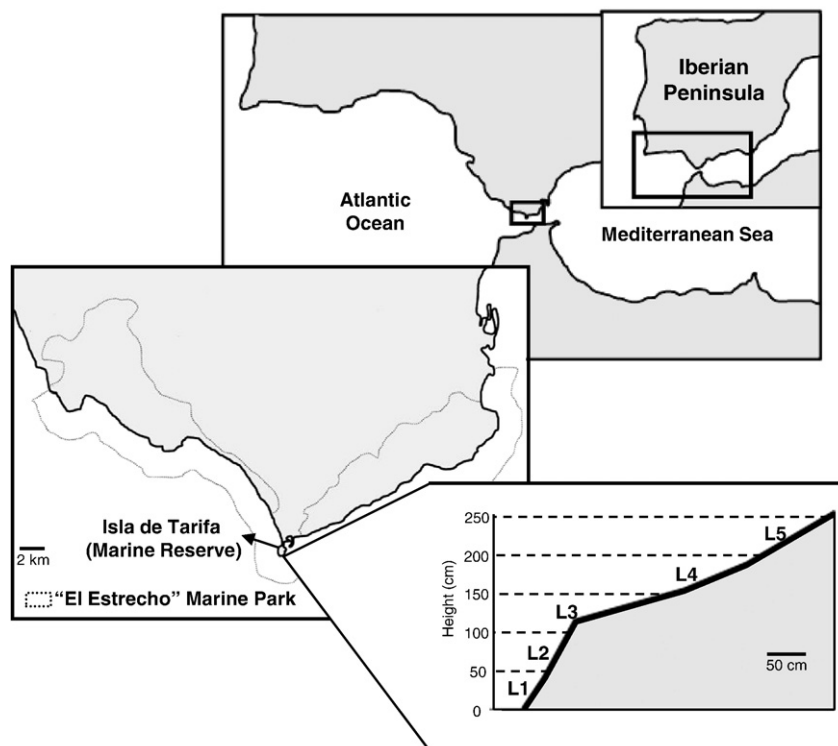 Iberian
Peninsula
Atlantic
Ocean
Mediterranean Sea
Isla de Tarifa
(Marine Reserve)
2 km
"El Estrecho" Marine Park
Height (cm)
250
200
150
100
50
0
L1
L2
L3
L4
L5
50 cm